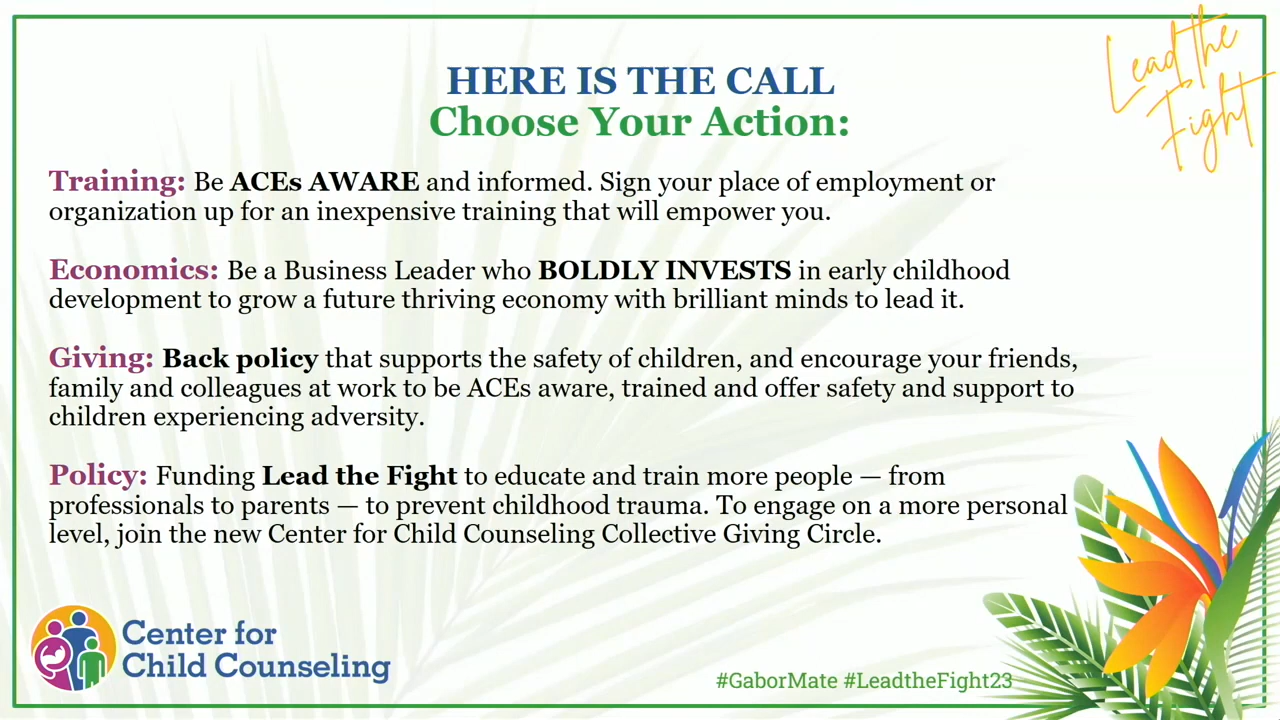 Lead the
Fight
HERE IS THE CALL
Choose Your Action:
Training: Be ACEs AWARE and informed. Sign your place of employment or
organization up for an inexpensive training that will empower you.
Economics: Be a Business Leader who BOLDLY INVESTS in early childhood
development to grow a future thriving economy with brilliant minds to lead it.
Giving: Back policy that supports the safety of children, and encourage your friends,
family and colleagues at work to be ACEs aware, trained and offer safety and support to
children experiencing adversity.
Policy: Funding Lead the Fight to educate and train more people — from
professionals to parents — to prevent childhood trauma. To engage on a more personal
level, join the new Center for Child Counseling Collective Giving Circle.
Center for
Child Counseling
#GaborMate #LeadtheFight23